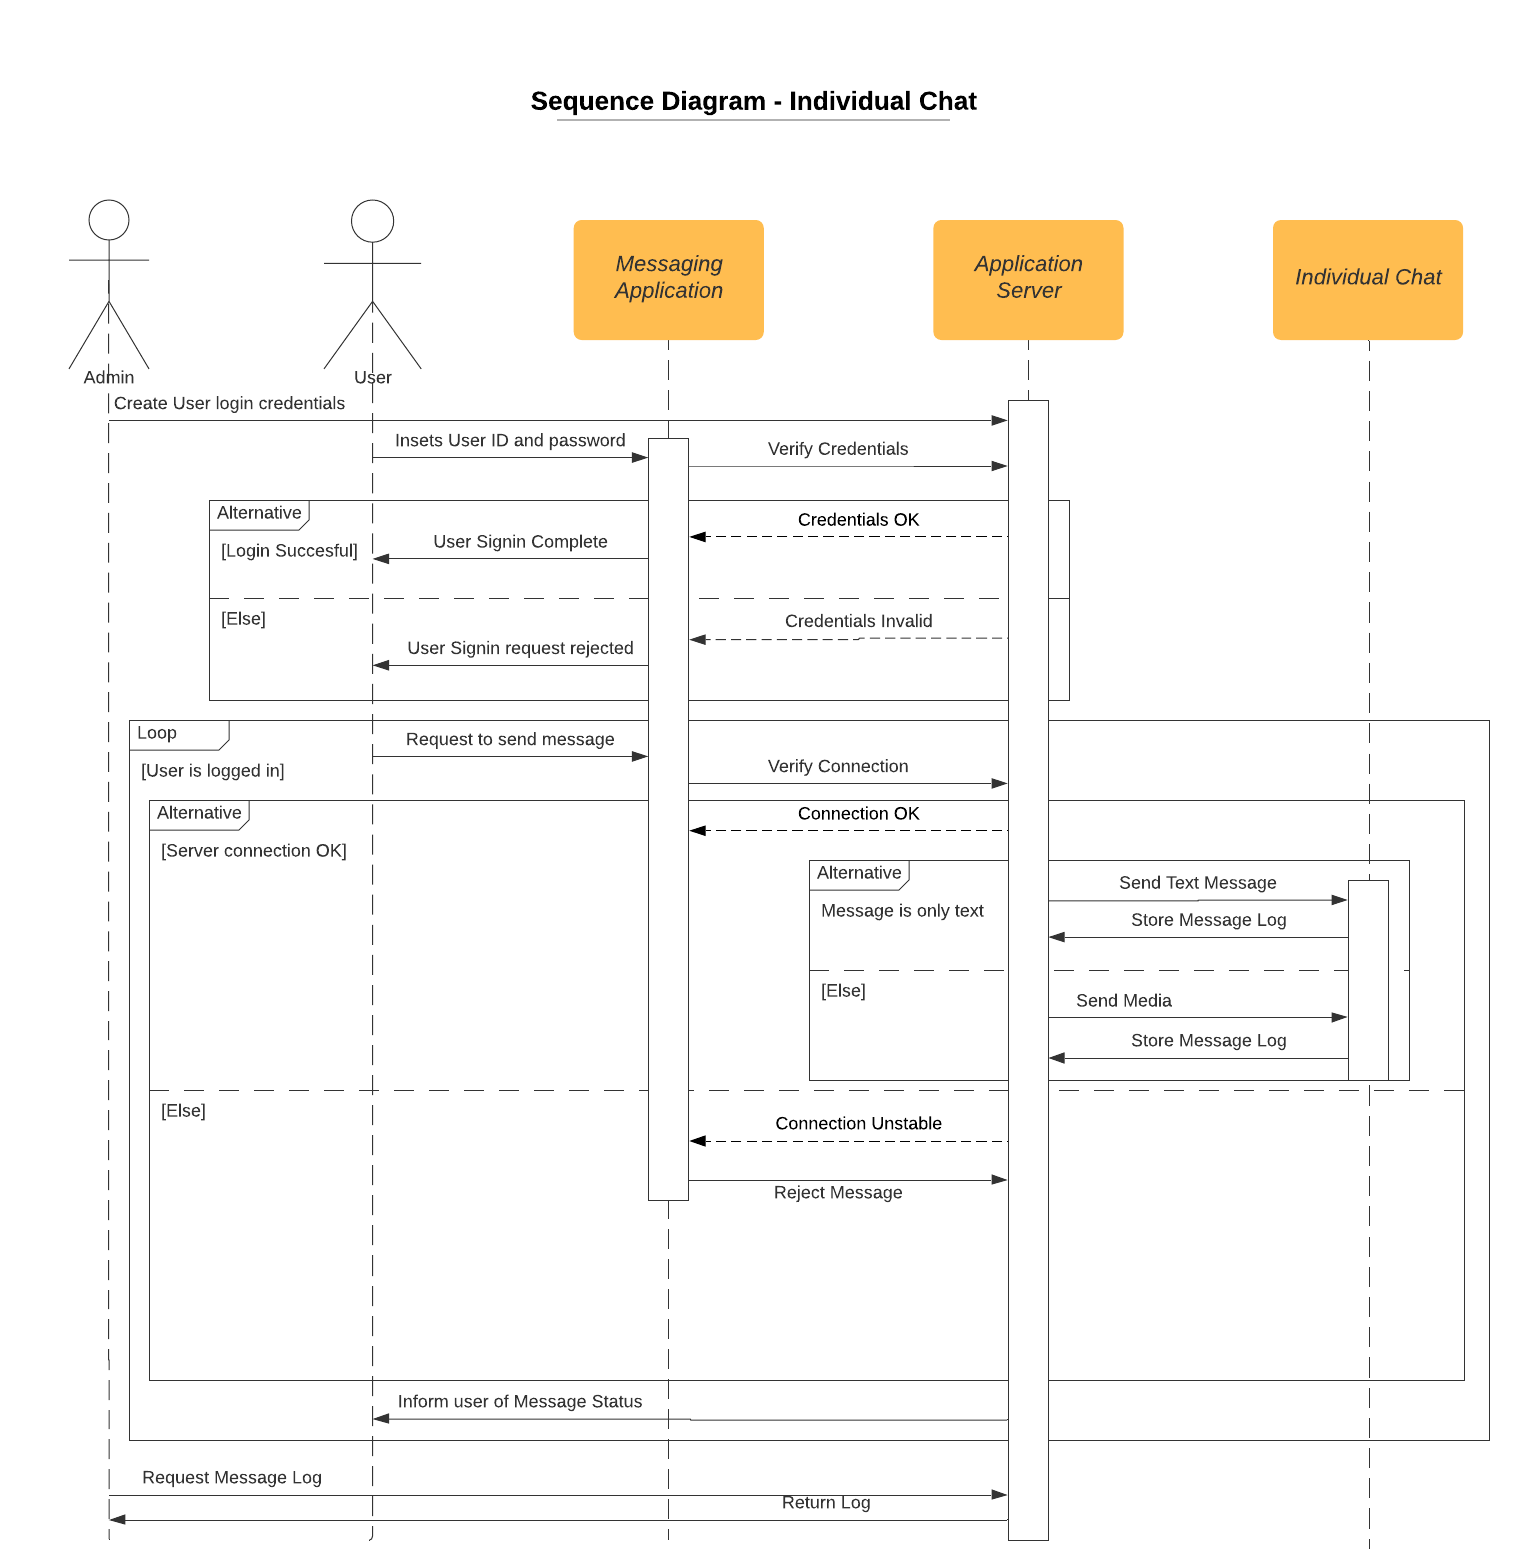 Sequence Diagram - Individual Chat
Messaging
Application
Application
Server
Individual Chat
Admin
User
Create User login credentials
Insets User ID and password
Verify Credentials
Alternative
Credentials OK
[Login Succesful]
User Signin Complete
[Else]
Credentials Invalid
User Signin request rejected
Loop
Request to send message
[User is logged in]
Verify Connection
Alternative
Connection OK
[Server connection OK]
Alternative
Send Text Message
Message is only text
Store Message Log
[Else]
Send Media
Store Message Log
[Else]
Connection Unstable
Reject Message
Inform user of Message Status
Request Message Log
Return Log